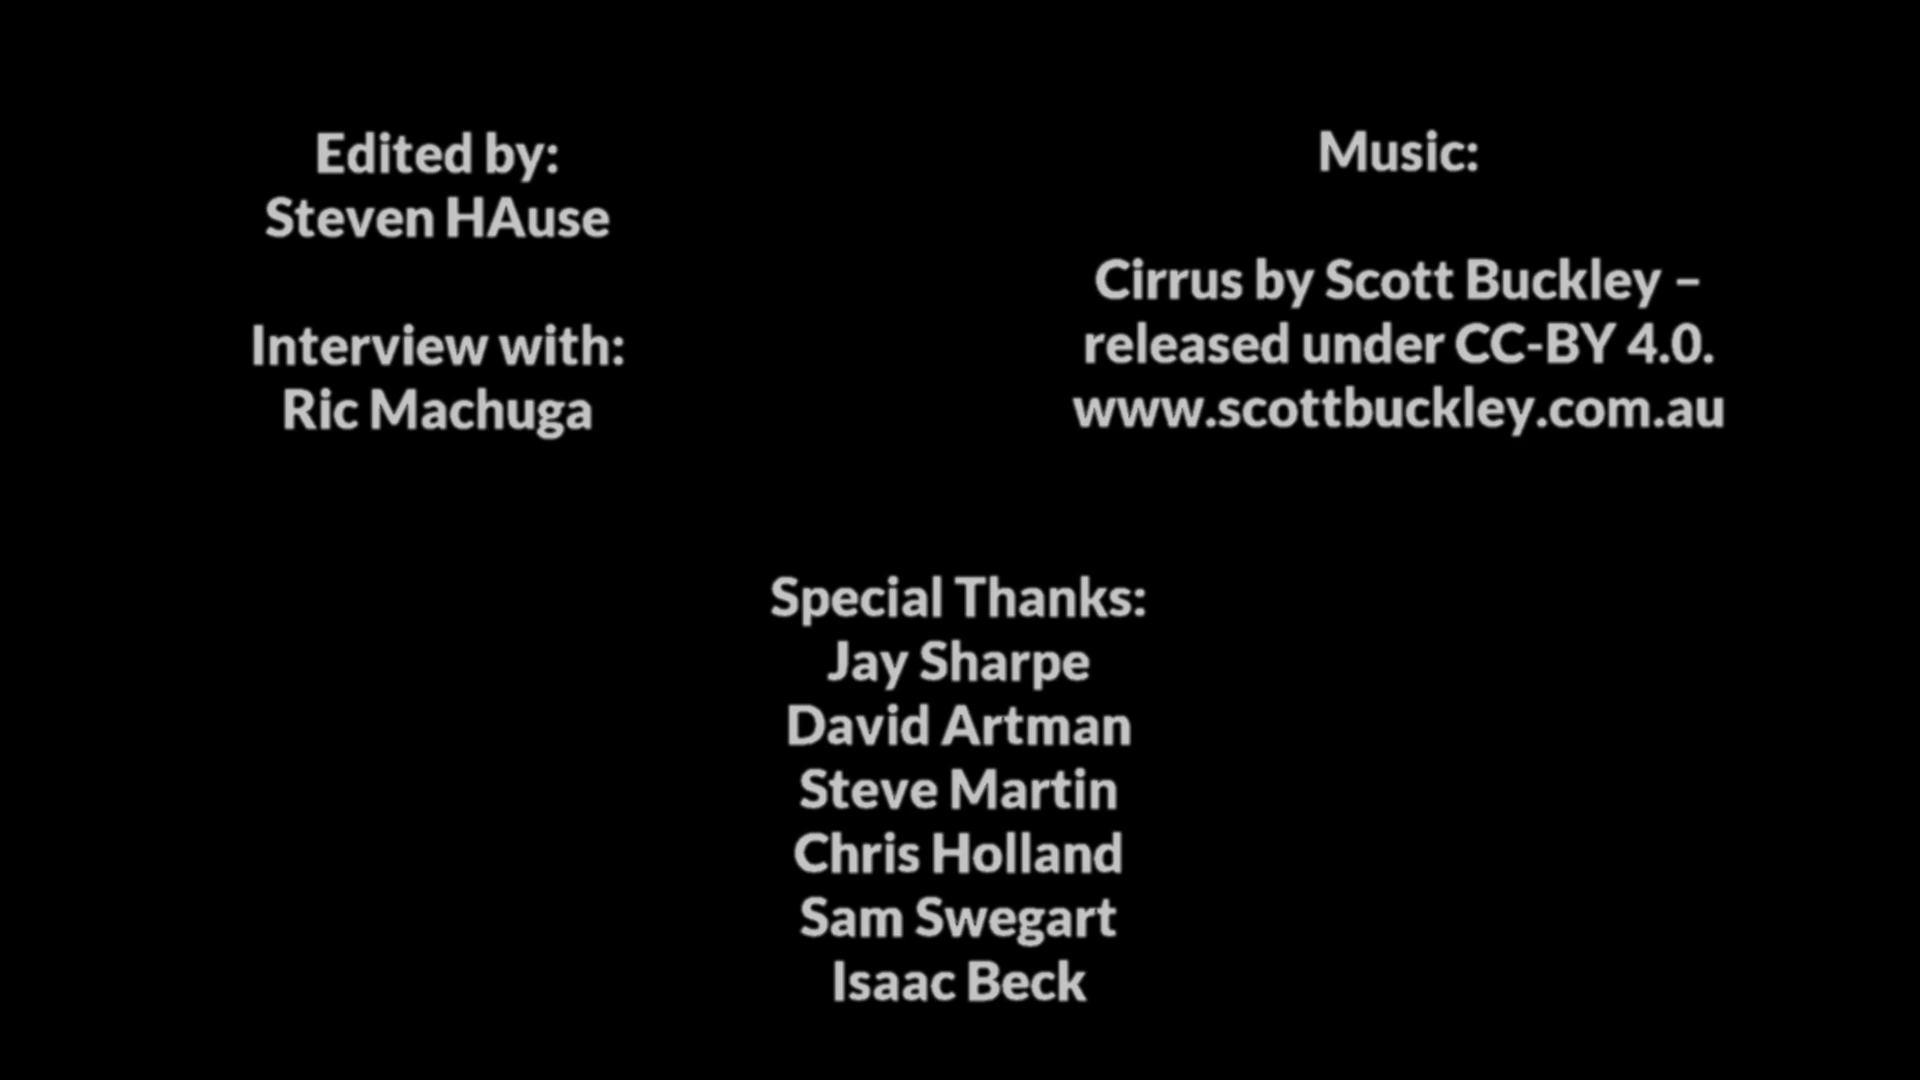 Edited by:
Steven HAuse
Interview with:
Ric Machuga
Music:
Cirrus by Scott Buckley –
released under CC-BY 4.0.
www.scottbuckley.com.au
Special Thanks:
Jay Sharpe
David Artman
Steve Martin
Chris Holland
Sam Swegart
Isaac Beck